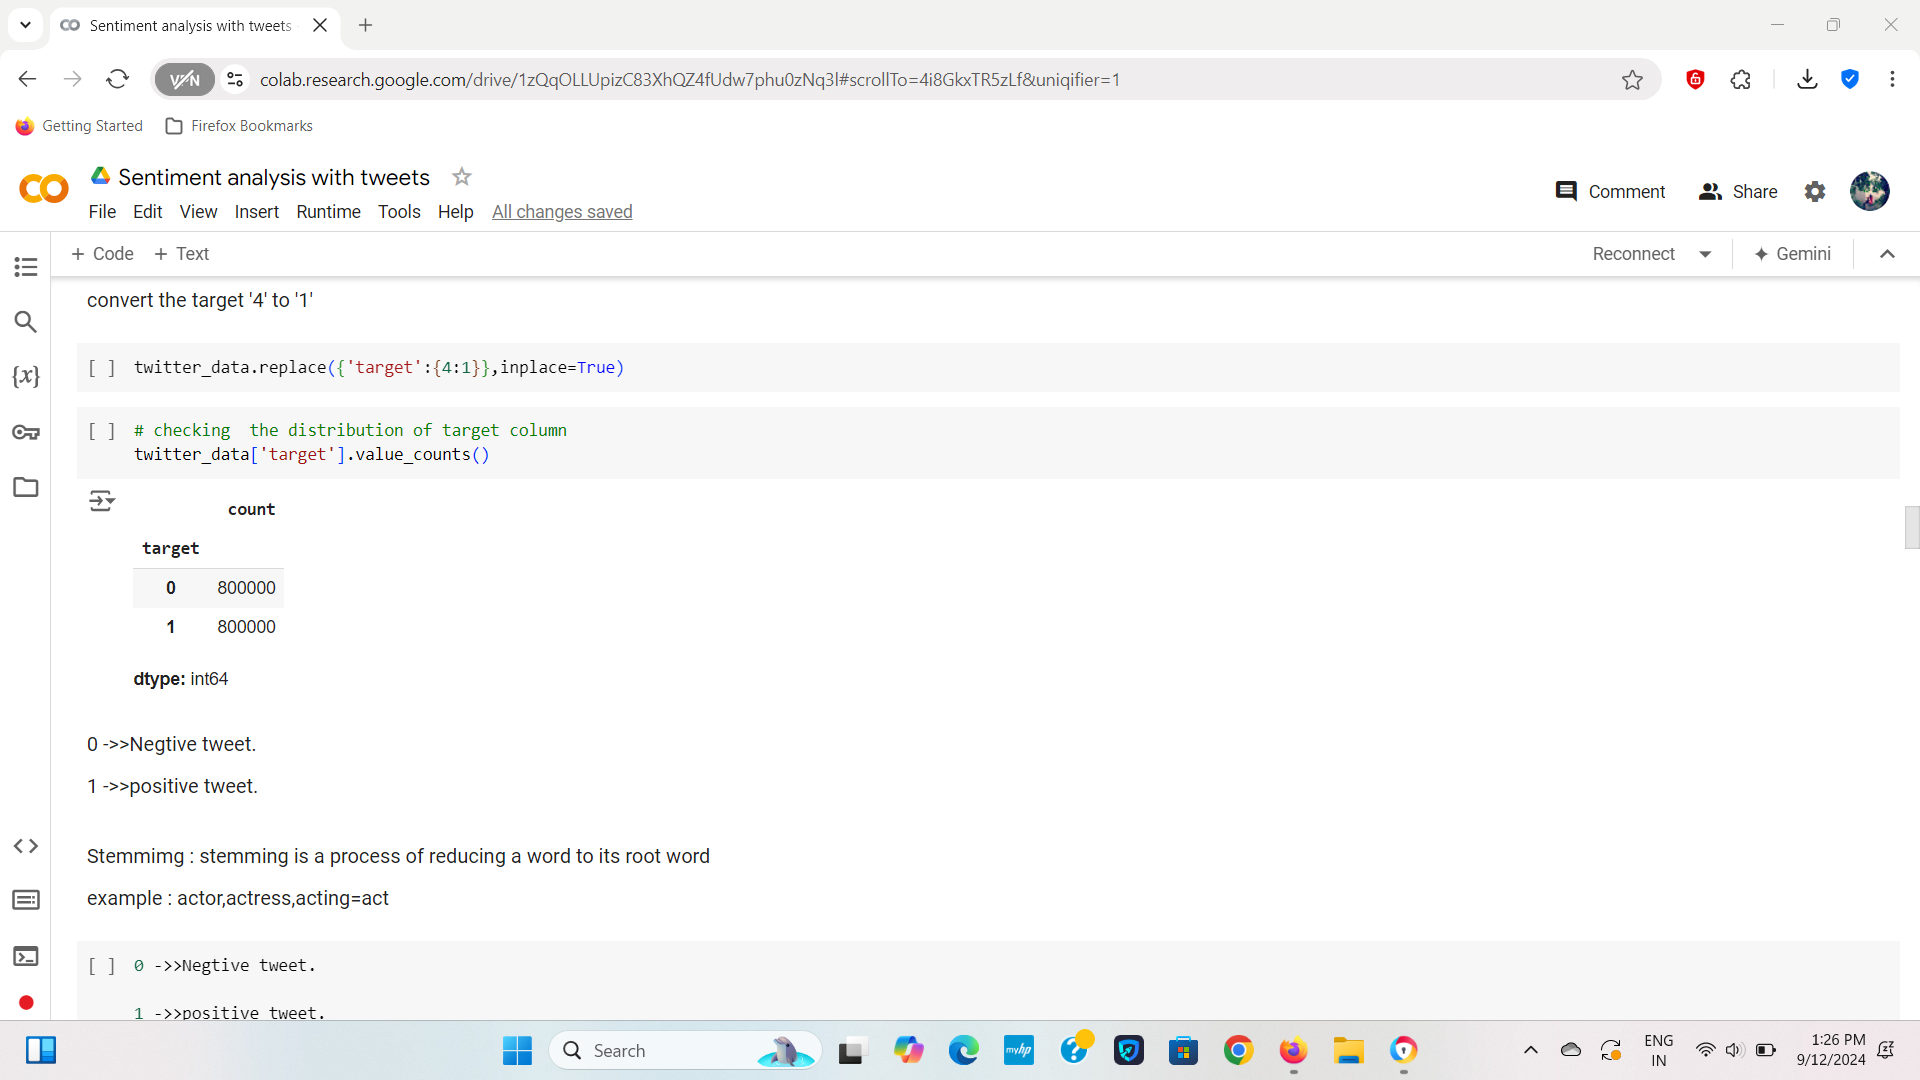 Sentiment analysis with tweets
VPN
colab.research.google.com/drive/1zQqOLLUpizC83XhQZ4fUdw7phu0zNq3l#scrollTo=4i8GkxTR5zLf&uniqifier=1
Getting Started
Firefox Bookmarks
Sentiment analysis with tweets
File Edit View Insert Runtime Tools Help All changes saved
Comment
Share
+ Code + Text
Reconnect
Gemini
convert the target '4' to '1'
[ ] twitter_data.replace({'target':{4:1}},inplace=True)
[ ] # checking  the distribution of target column
twitter_data['target'].value_counts()
count
target
0 800000
1 800000
dtype: int64
0 ->>Negtive tweet.
1 ->>positive tweet.
Stemmimg : stemming is a process of reducing a word to its root word
example : actor,actress,acting=act
[ ] 0 ->>Negtive tweet.
1 ->>positive tweet.
{x}
Search
myhp
ENG
IN
1:26 PM
9/12/2024